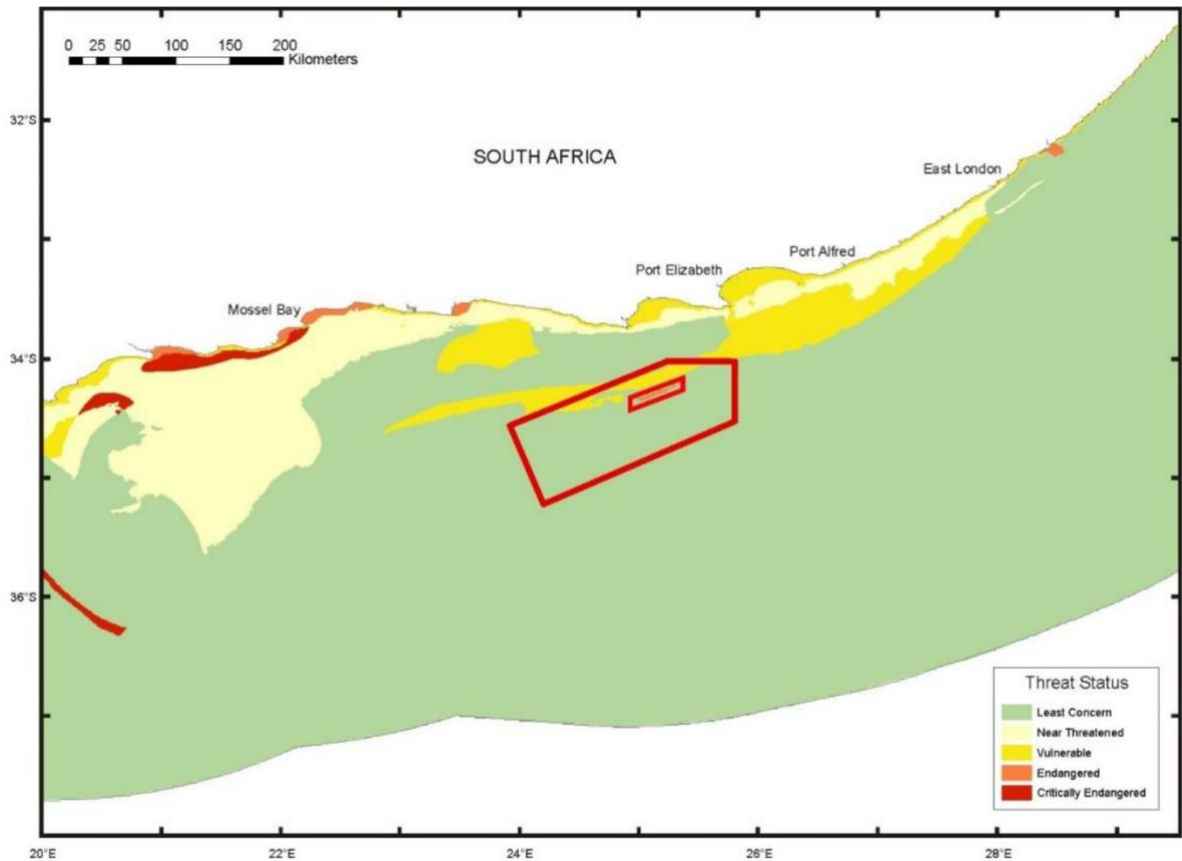 0 25 50 100 150 200
Kilometers
32°S
SOUTH AFRICA
East London
Port Alfred
Port Elizabeth
Mossel Bay
34°S
36°S
Threat Status
Least Concern
Near Threatened
Vulnerable
Endangered
Critically Endangered
20°E 22°E 24°E 26°E 28°E